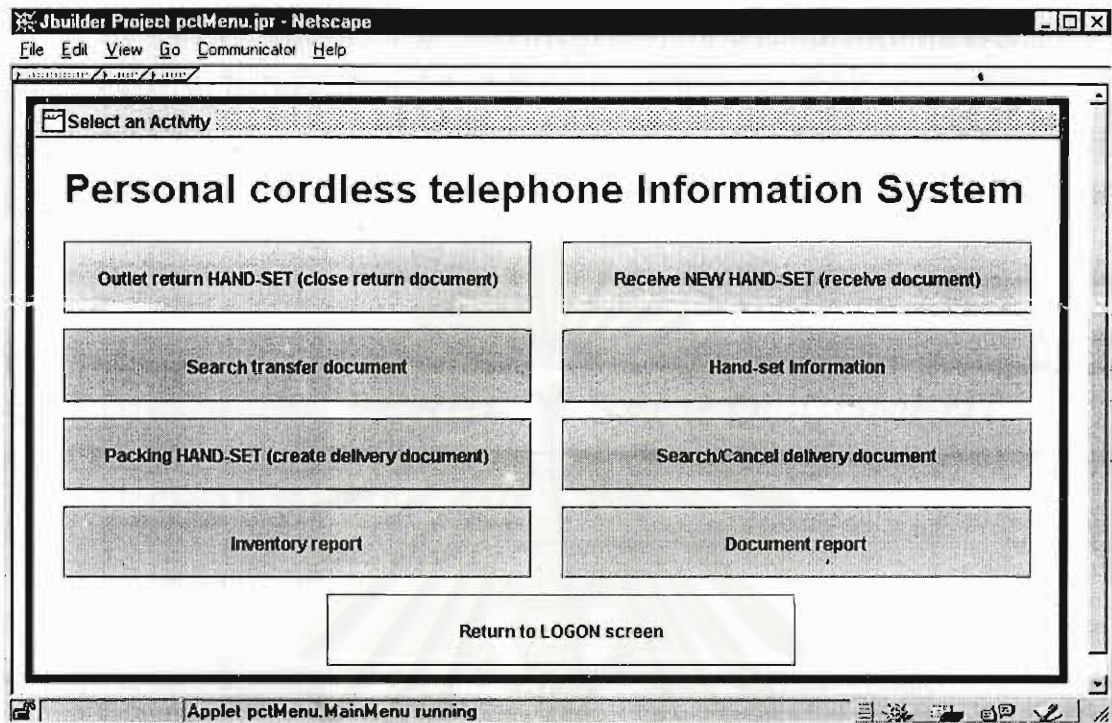 Jbuilder Project pctMenu.jpr - Netscape
File Edit View Go Communicator Help
Select an Activity
Personal cordless telephone Information System
Outlet return HAND-SET (close return document)
Receive NEW HAND-SET (receive document)
Search transfer document
Hand-set Information
Packing HAND-SET (create delivery document)
Search/Cancel delivery document
Inventory report
Document report
Return to LOGON screen
Applet pctMenu.MainMenu running